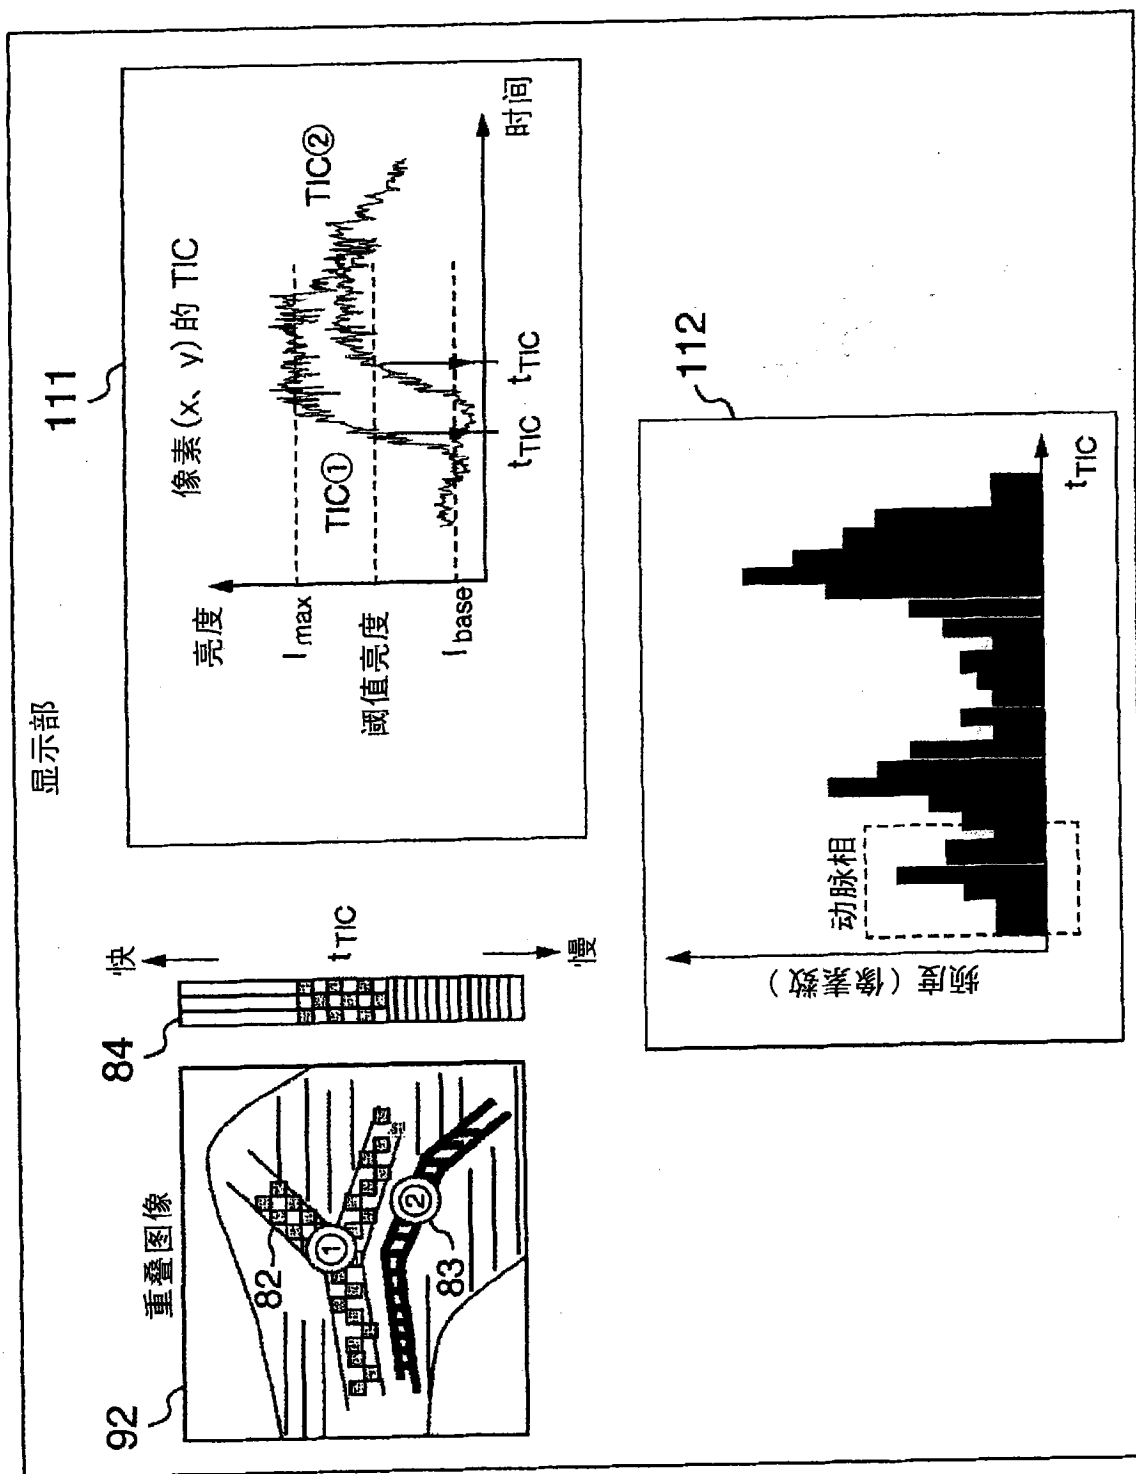 显示部
92
重叠图像
82
①
②
83
84
快
t TIC
慢
111
像素(x、y)的 TIC
亮度
I max
阈值亮度
I base
TIC①
TIC②
t TIC
t TIC
时间
112
频度(像素数)
动脉相
t TIC